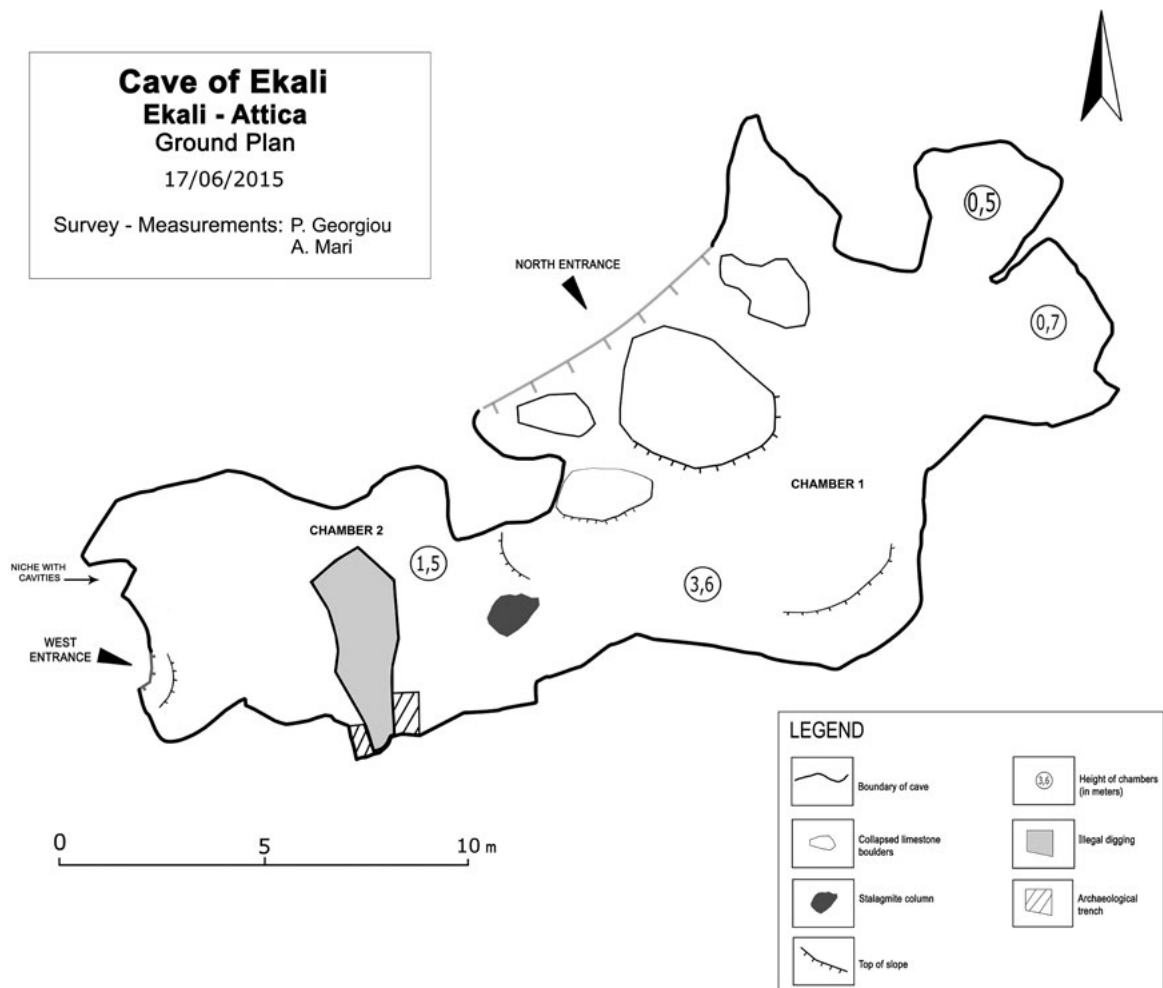 Cave of Ekali
Ekali - Attica
Ground Plan
17/06/2015
Survey - Measurements: P. Georgiou
A. Mari
NORTH ENTRANCE
0,5
0,7
CHAMBER 1
CHAMBER 2
1,5
3,6
NICHE WITH
CAVITIES
WEST
ENTRANCE
0 5 10 m
LEGEND
Boundary of cave
Collapsed limestone
boulders
Stalagmite column
Top of slope
3,6
Height of chambers
(in meters)
Illegal digging
Archaeological
trench